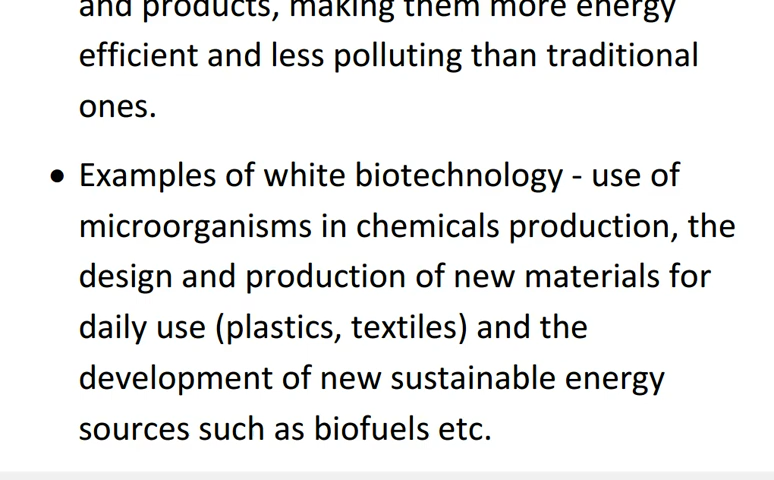 and products, making them more energy
efficient and less polluting than traditional
ones.
• Examples of white biotechnology - use of
microorganisms in chemicals production, the
design and production of new materials for
daily use (plastics, textiles) and the
development of new sustainable energy
sources such as biofuels etc.